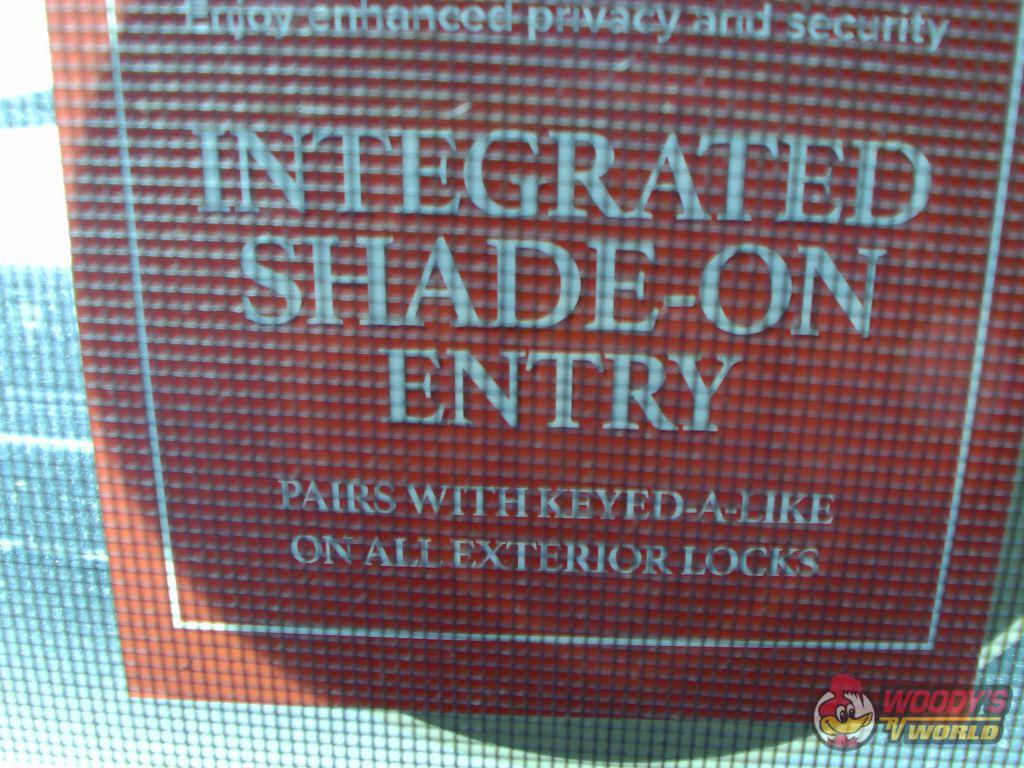 Enjoy enhanced privacy and security
INTEGRATED
SHADE-ON
ENTRY
PAIRS WITH KEYED-A-LIKE
ON ALL EXTERIOR LOCKS
WOODY'S
RV WORLD